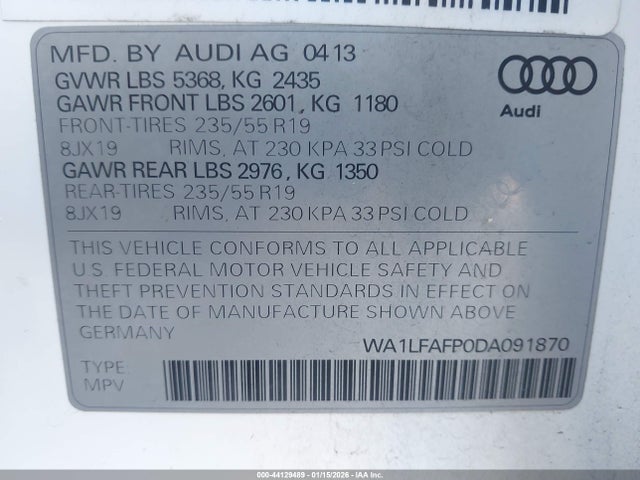 MFD. BY AUDI AG 0413
GVWR LBS 5368, KG 2435
GAWR FRONT LBS 2601, KG 1180
FRONT-TIRES 235/55 R19
8JX19 RIMS, AT 230 KPA 33 PSI COLD
GAWR REAR LBS 2976, KG 1350
REAR-TIRES 235/55 R19
8JX19 RIMS, AT 230 KPA 33 PSI COLD
Audi
THIS VEHICLE CONFORMS TO ALL APPLICABLE
U.S. FEDERAL MOTOR VEHICLE SAFETY AND
THEFT PREVENTION STANDARDS IN EFFECT ON
THE DATE OF MANUFACTURE SHOWN ABOVE
GERMANY
WA1LFAFP0DA091870
TYPE:
MPV
000-44129489 - 01/15/2026 - IAA Inc.